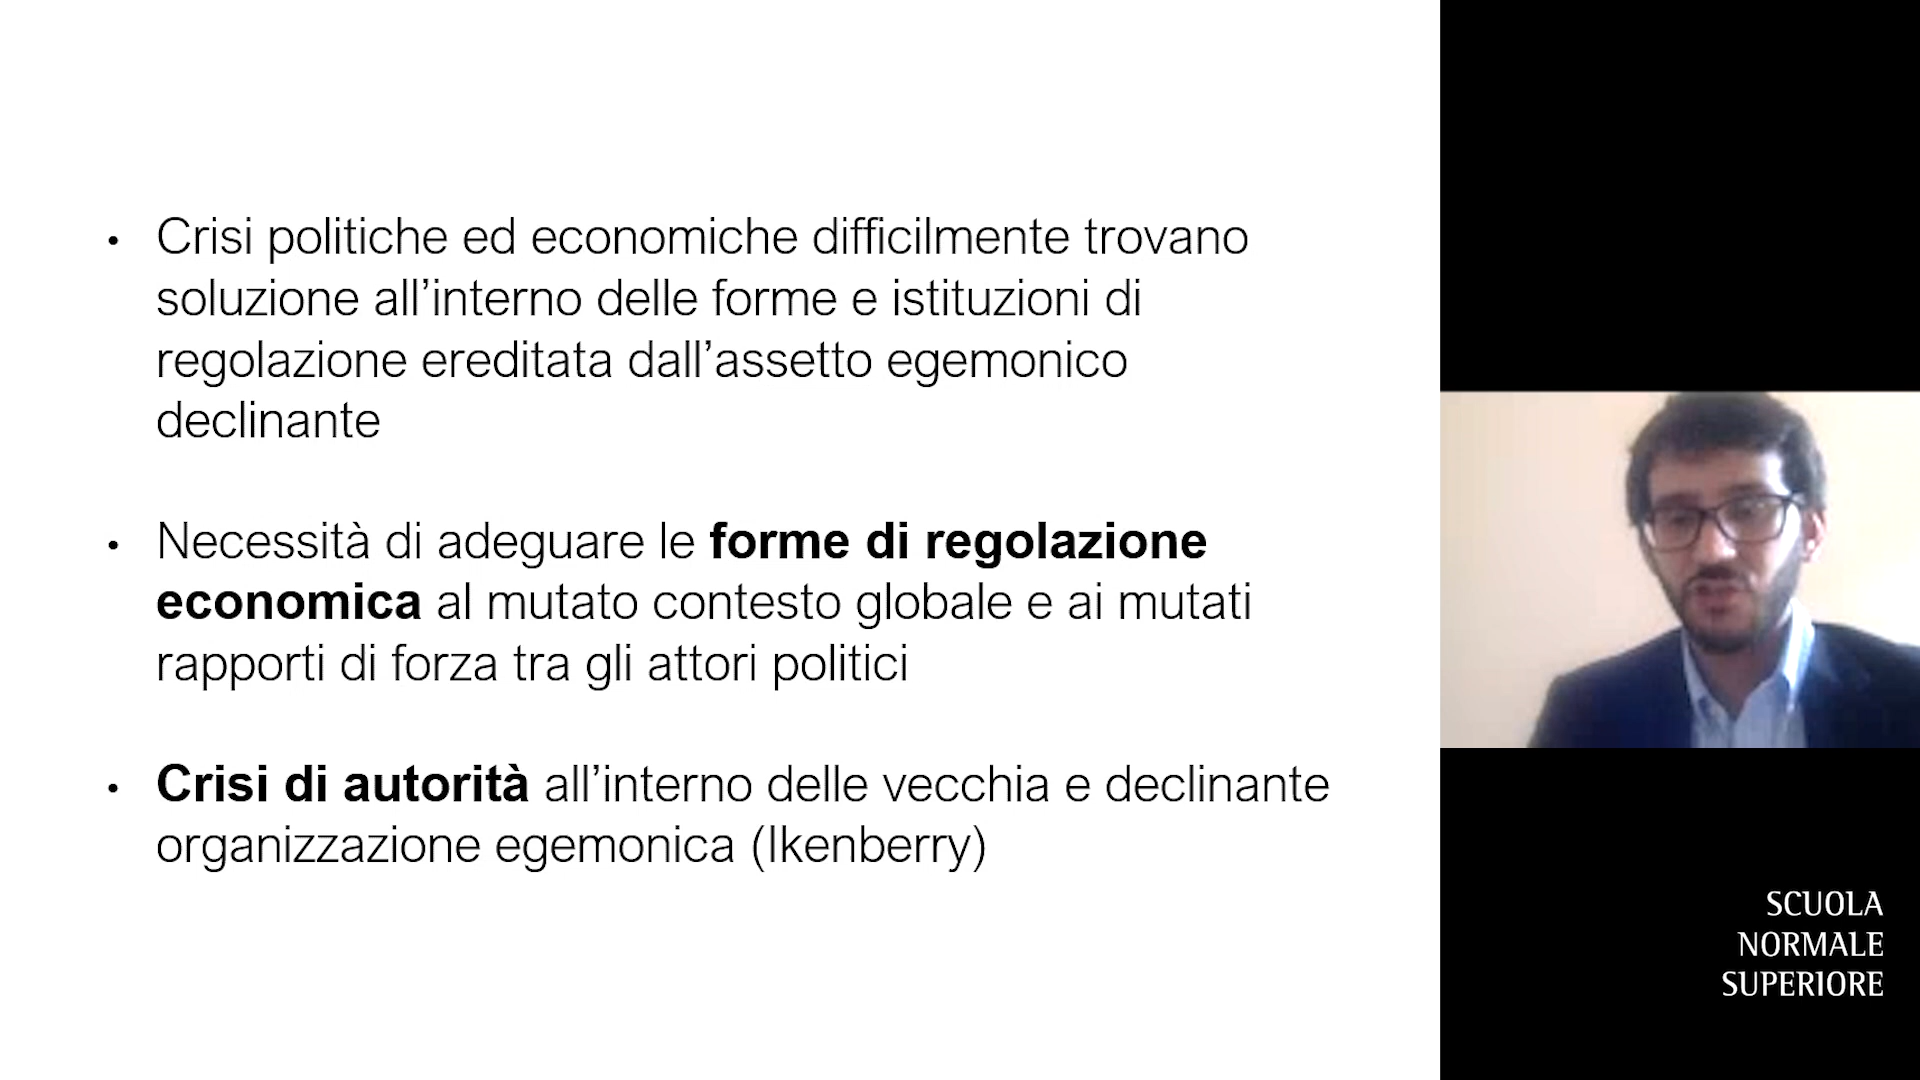 • Crisi politiche ed economiche difficilmente trovano
soluzione all’interno delle forme e istituzioni di
regolazione ereditata dall’assetto egemonico
declinante
• Necessità di adeguare le forme di regolazione
economica al mutato contesto globale e ai mutati
rapporti di forza tra gli attori politici
• Crisi di autorità all’interno delle vecchia e declinante
organizzazione egemonica (Ikenberry)
SCUOLA
NORMALE
SUPERIORE